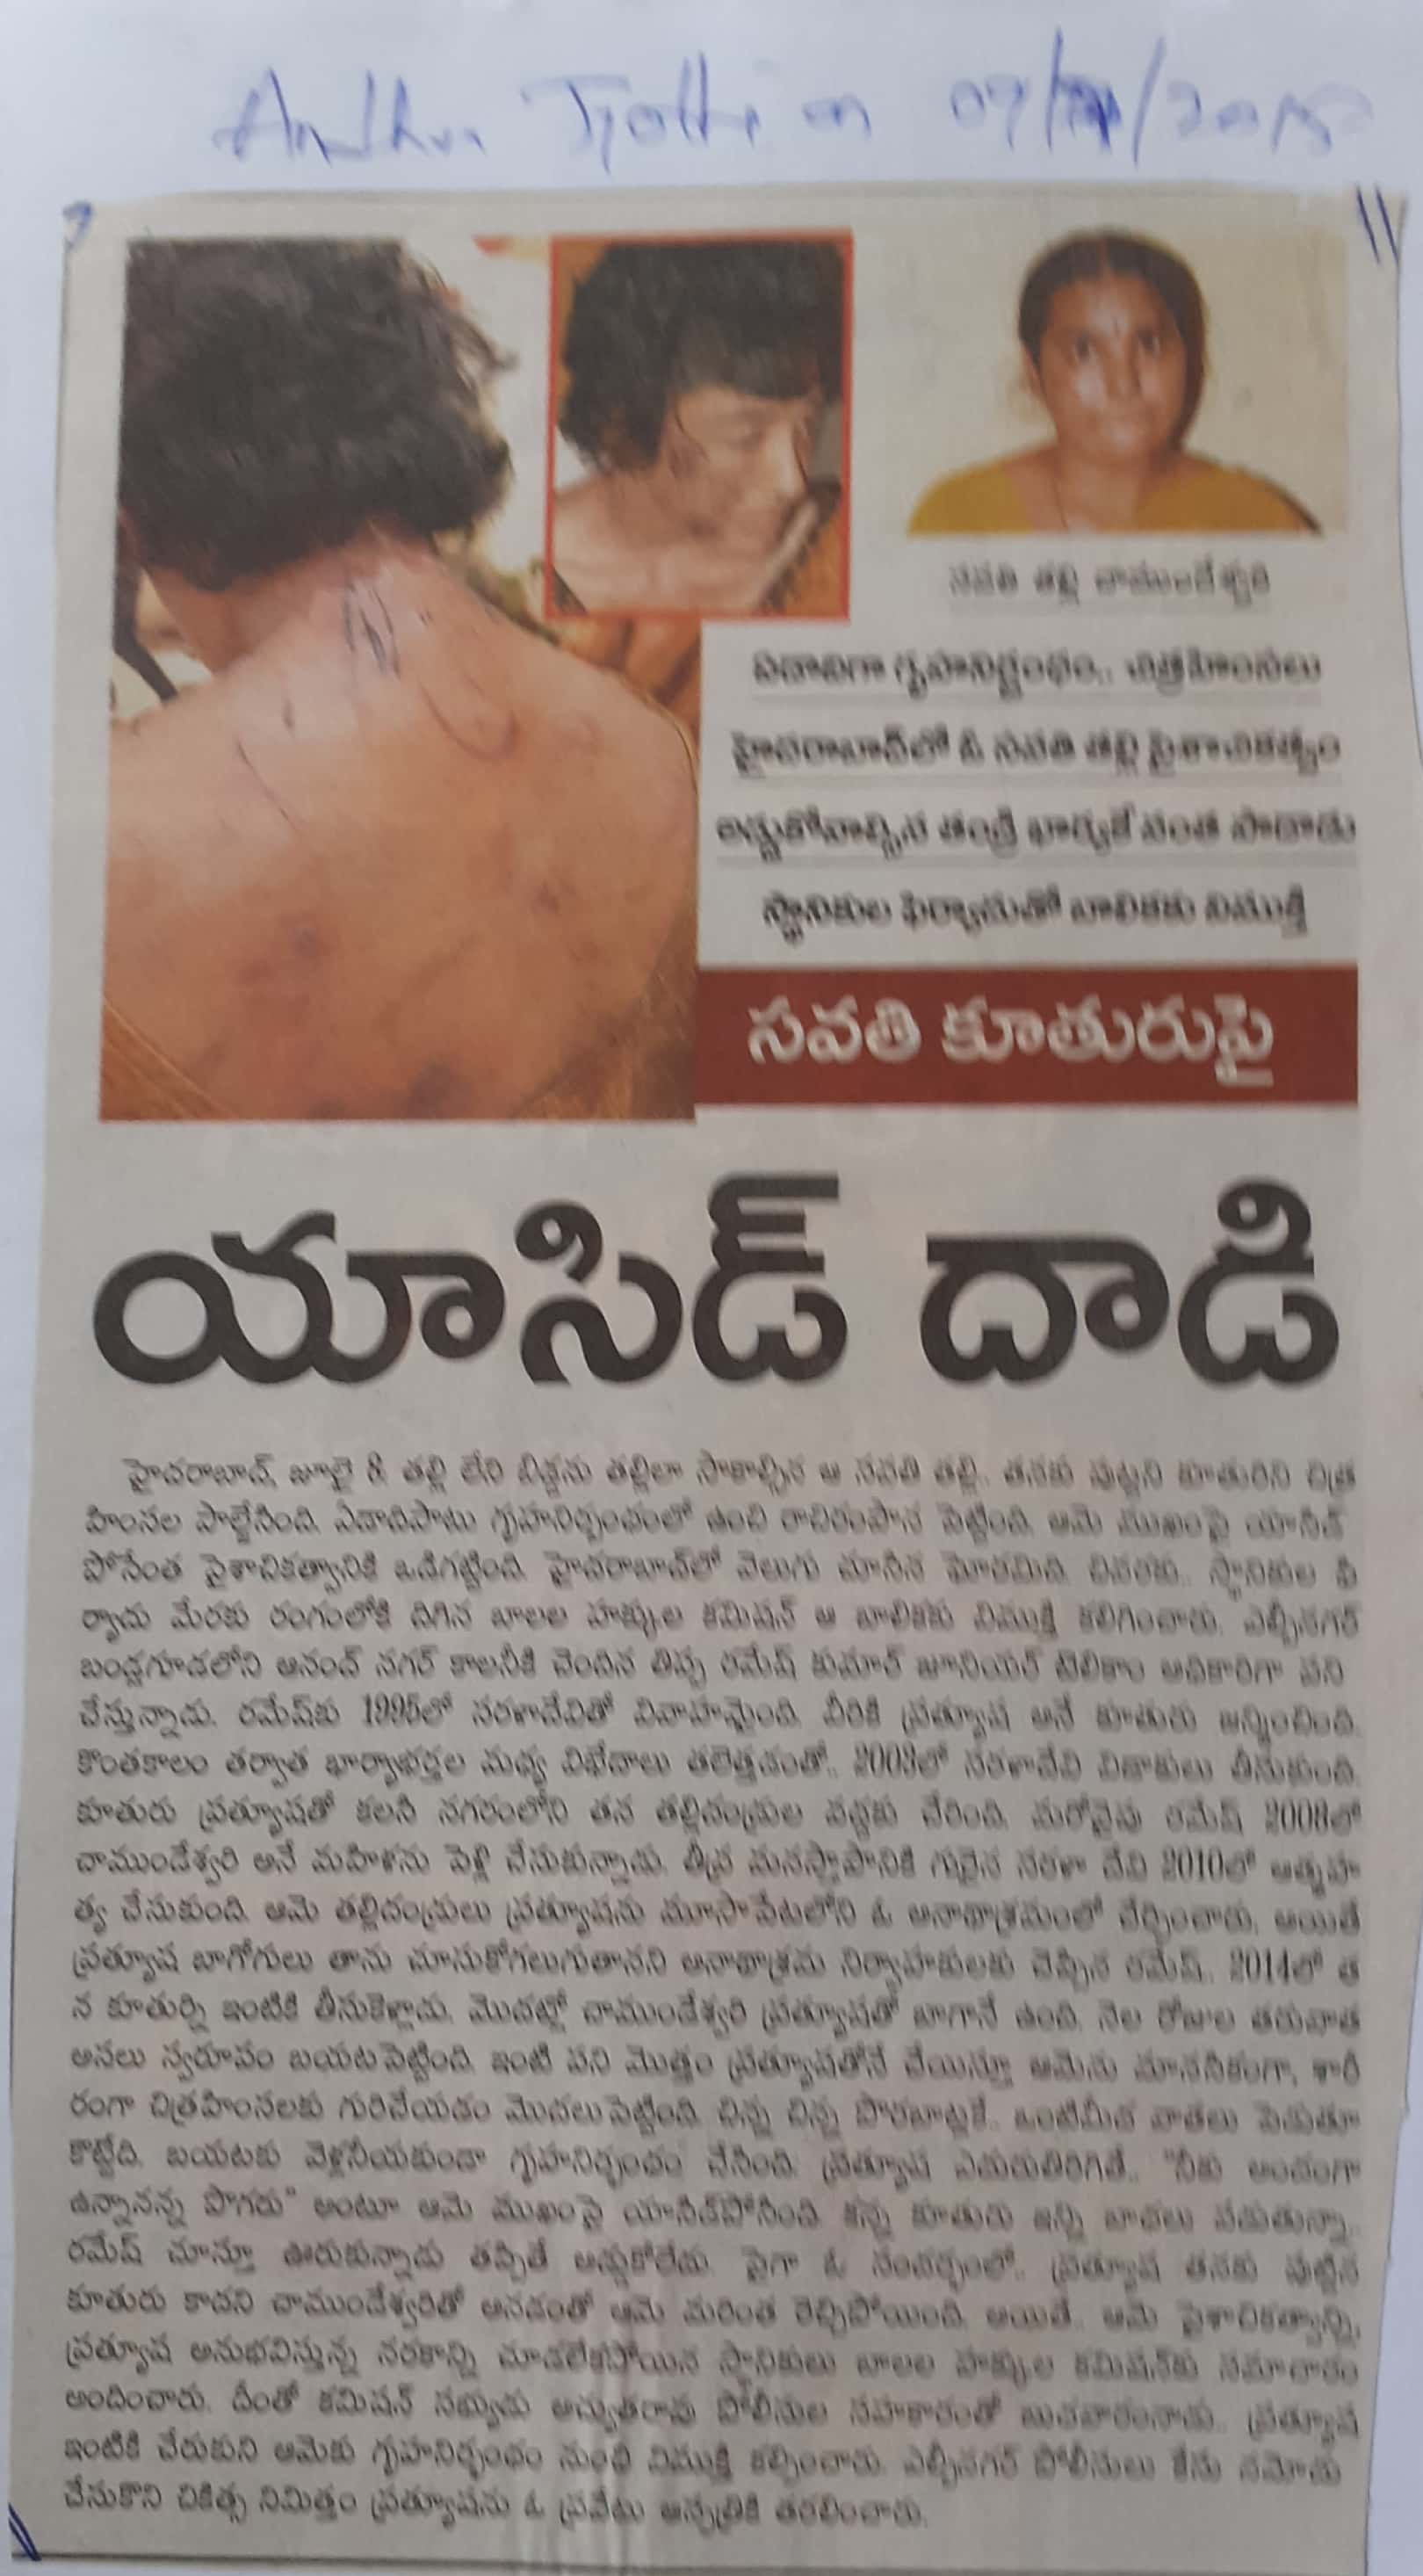 Andhra Jyothi on 09/07/2015
సవతి తల్లి చాముండేశ్వరి
ఏడాదిగా గృహనిర్బంధం.. చిత్రహింసలు
హైదరాబాద్‌లో ఓ సవతి తల్లి పైశాచికత్వం
అడ్డుకోవాల్సిన తండ్రీ భార్యకే వంత పాడాడు
స్థానికుల ఫిర్యాదుతో బాలికకు విముక్తి
సవతి కూతురుపై
యాసిడ్ దాడి
హైదరాబాద్, జూలై 8: తల్లి లేని బిడ్డను తల్లిలా సాకాల్సిన ఆ సవతి తల్లి.. తనకు పుట్టని కూతురిని చిత్ర
హింసల పాల్జేసింది. ఏడాదిపాటు గృహనిర్బంధంలో ఉంచి రాచిరంపాన పెట్టింది. ఆమె ముఖంపై యాసిడ్
పోసేంత పైశాచికత్వానికి ఒడిగట్టింది. హైదరాబాద్‌లో వెలుగు చూసిన ఘోరమిది. చివరకు.. స్థానికుల ఫి
ర్యాదు మేరకు రంగంలోకి దిగిన బాలల హక్కుల కమిషన్ ఆ బాలికకు విముక్తి కలిగించారు. ఎల్బీనగర్
బండ్లగూడలోని ఆనంద్ నగర్ కాలనీకి చెందిన తిప్ప రమేష్ కుమార్ జూనియర్ టెలికాం అధికారిగా పని
చేస్తున్నాడు. రమేష్‌కు 1995లో సరళాదేవితో వివాహమైంది. వీరికి ప్రత్యూష అనే కూతురు జన్మించింది.
కొంతకాలం తర్వాత భార్యాభర్తల మధ్య విభేదాలు తలెత్తడంతో.. 2003లో సరళాదేవి విడాకులు తీసుకుంది.
కూతురు ప్రత్యూషతో కలసి నగరంలోని తన తల్లిదండ్రుల వద్దకు చేరింది. మరోవైపు రమేష్ 2008లో
చాముండేశ్వరి అనే మహిళను పెళ్లి చేసుకున్నాడు. తీవ్ర మనస్తాపానికి గురైన సరళా దేవి 2010లో ఆత్మహ
త్య చేసుకుంది. ఆమె తల్లిదండ్రులు ప్రత్యూషను మూసాపేటలోని ఓ అనాథాశ్రమంలో చేర్పించారు. అయితే
ప్రత్యూష బాగోగులు తాను చూసుకోగలుగుతానని అనాథాశ్రమ నిర్వాహకులకు చెప్పిన రమేష్.. 2014లో త
న కూతుర్ని ఇంటికి తీసుకెళ్లాడు. మొదట్లో చాముండేశ్వరి ప్రత్యూషతో బాగానే ఉంది. నెల రోజుల తరువాత
అసలు స్వరూపం బయటపెట్టింది. ఇంటి పని మొత్తం ప్రత్యూషతోనే చేయిస్తూ ఆమెను మానసికంగా, శారీ
రంగా చిత్రహింసలకు గురిచేయడం మొదలుపెట్టింది. చిన్న చిన్న పొరబాట్లకే.. ఒంటిమీద వాతలు పెడుతూ
కొట్టేది. బయటకు వెళ్లనీయకుండా గృహనిర్బంధం చేసింది. ప్రత్యూష ఎదురుతిరిగితే.. "నీకు అందంగా
ఉన్నానన్న పొగరు" అంటూ ఆమె ముఖంపై యాసిడ్‌పోసింది. కన్న కూతురు ఇన్ని బాధలు పడుతున్నా..
రమేష్ చూస్తూ ఊరుకున్నాడు తప్పితే అడ్డుకోలేదు. పైగా ఓ సందర్భంలో.. ప్రత్యూష తనకు పుట్టిన
కూతురు కాదని చాముండేశ్వరితో అనడంతో ఆమె మరింత రెచ్చిపోయింది. అయితే.. ఆమె పైశాచికత్వాన్ని,
ప్రత్యూష అనుభవిస్తున్న నరకాన్ని చూడలేకపోయిన స్థానికులు బాలల హక్కుల కమిషన్‌కు సమాచారం
అందించారు. దీంతో కమిషన్ సభ్యుడు అచ్యుతరావు పోలీసుల సహకారంతో బుధవారంనాడు.. ప్రత్యూష
ఇంటికి చేరుకుని ఆమెకు గృహనిర్బంధం నుంచి విముక్తి కల్పించారు. ఎల్బీనగర్ పోలీసులు కేసు నమోదు
చేసుకొని చికిత్స నిమిత్తం ప్రత్యూషను ఓ ప్రైవేటు ఆస్పత్రికి తరలించారు.